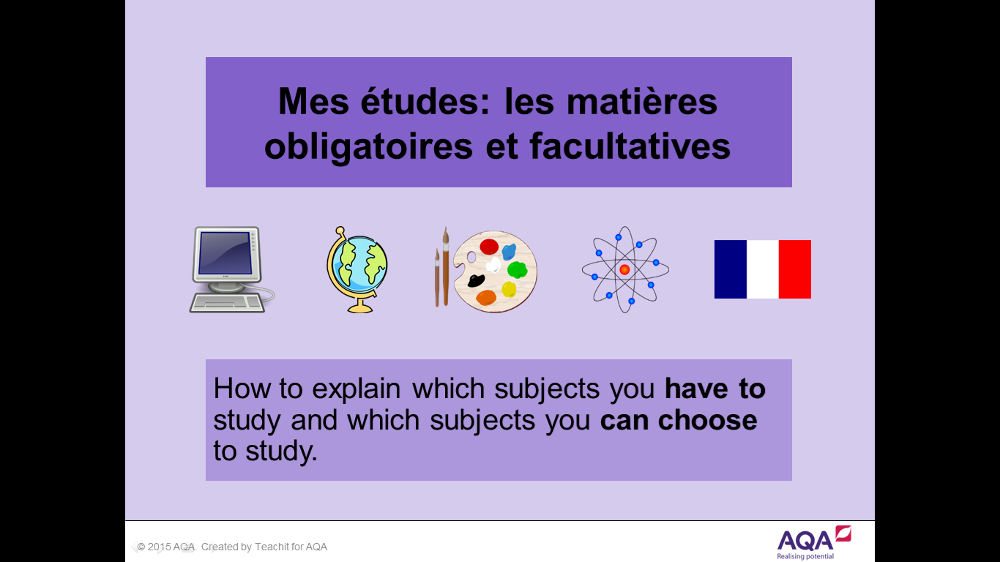 Mes études: les matières
obligatoires et facultatives
How to explain which subjects you have to
study and which subjects you can choose
to study.
© 2015 AQA. Created by Teachit for AQA
AQA
Realising potential